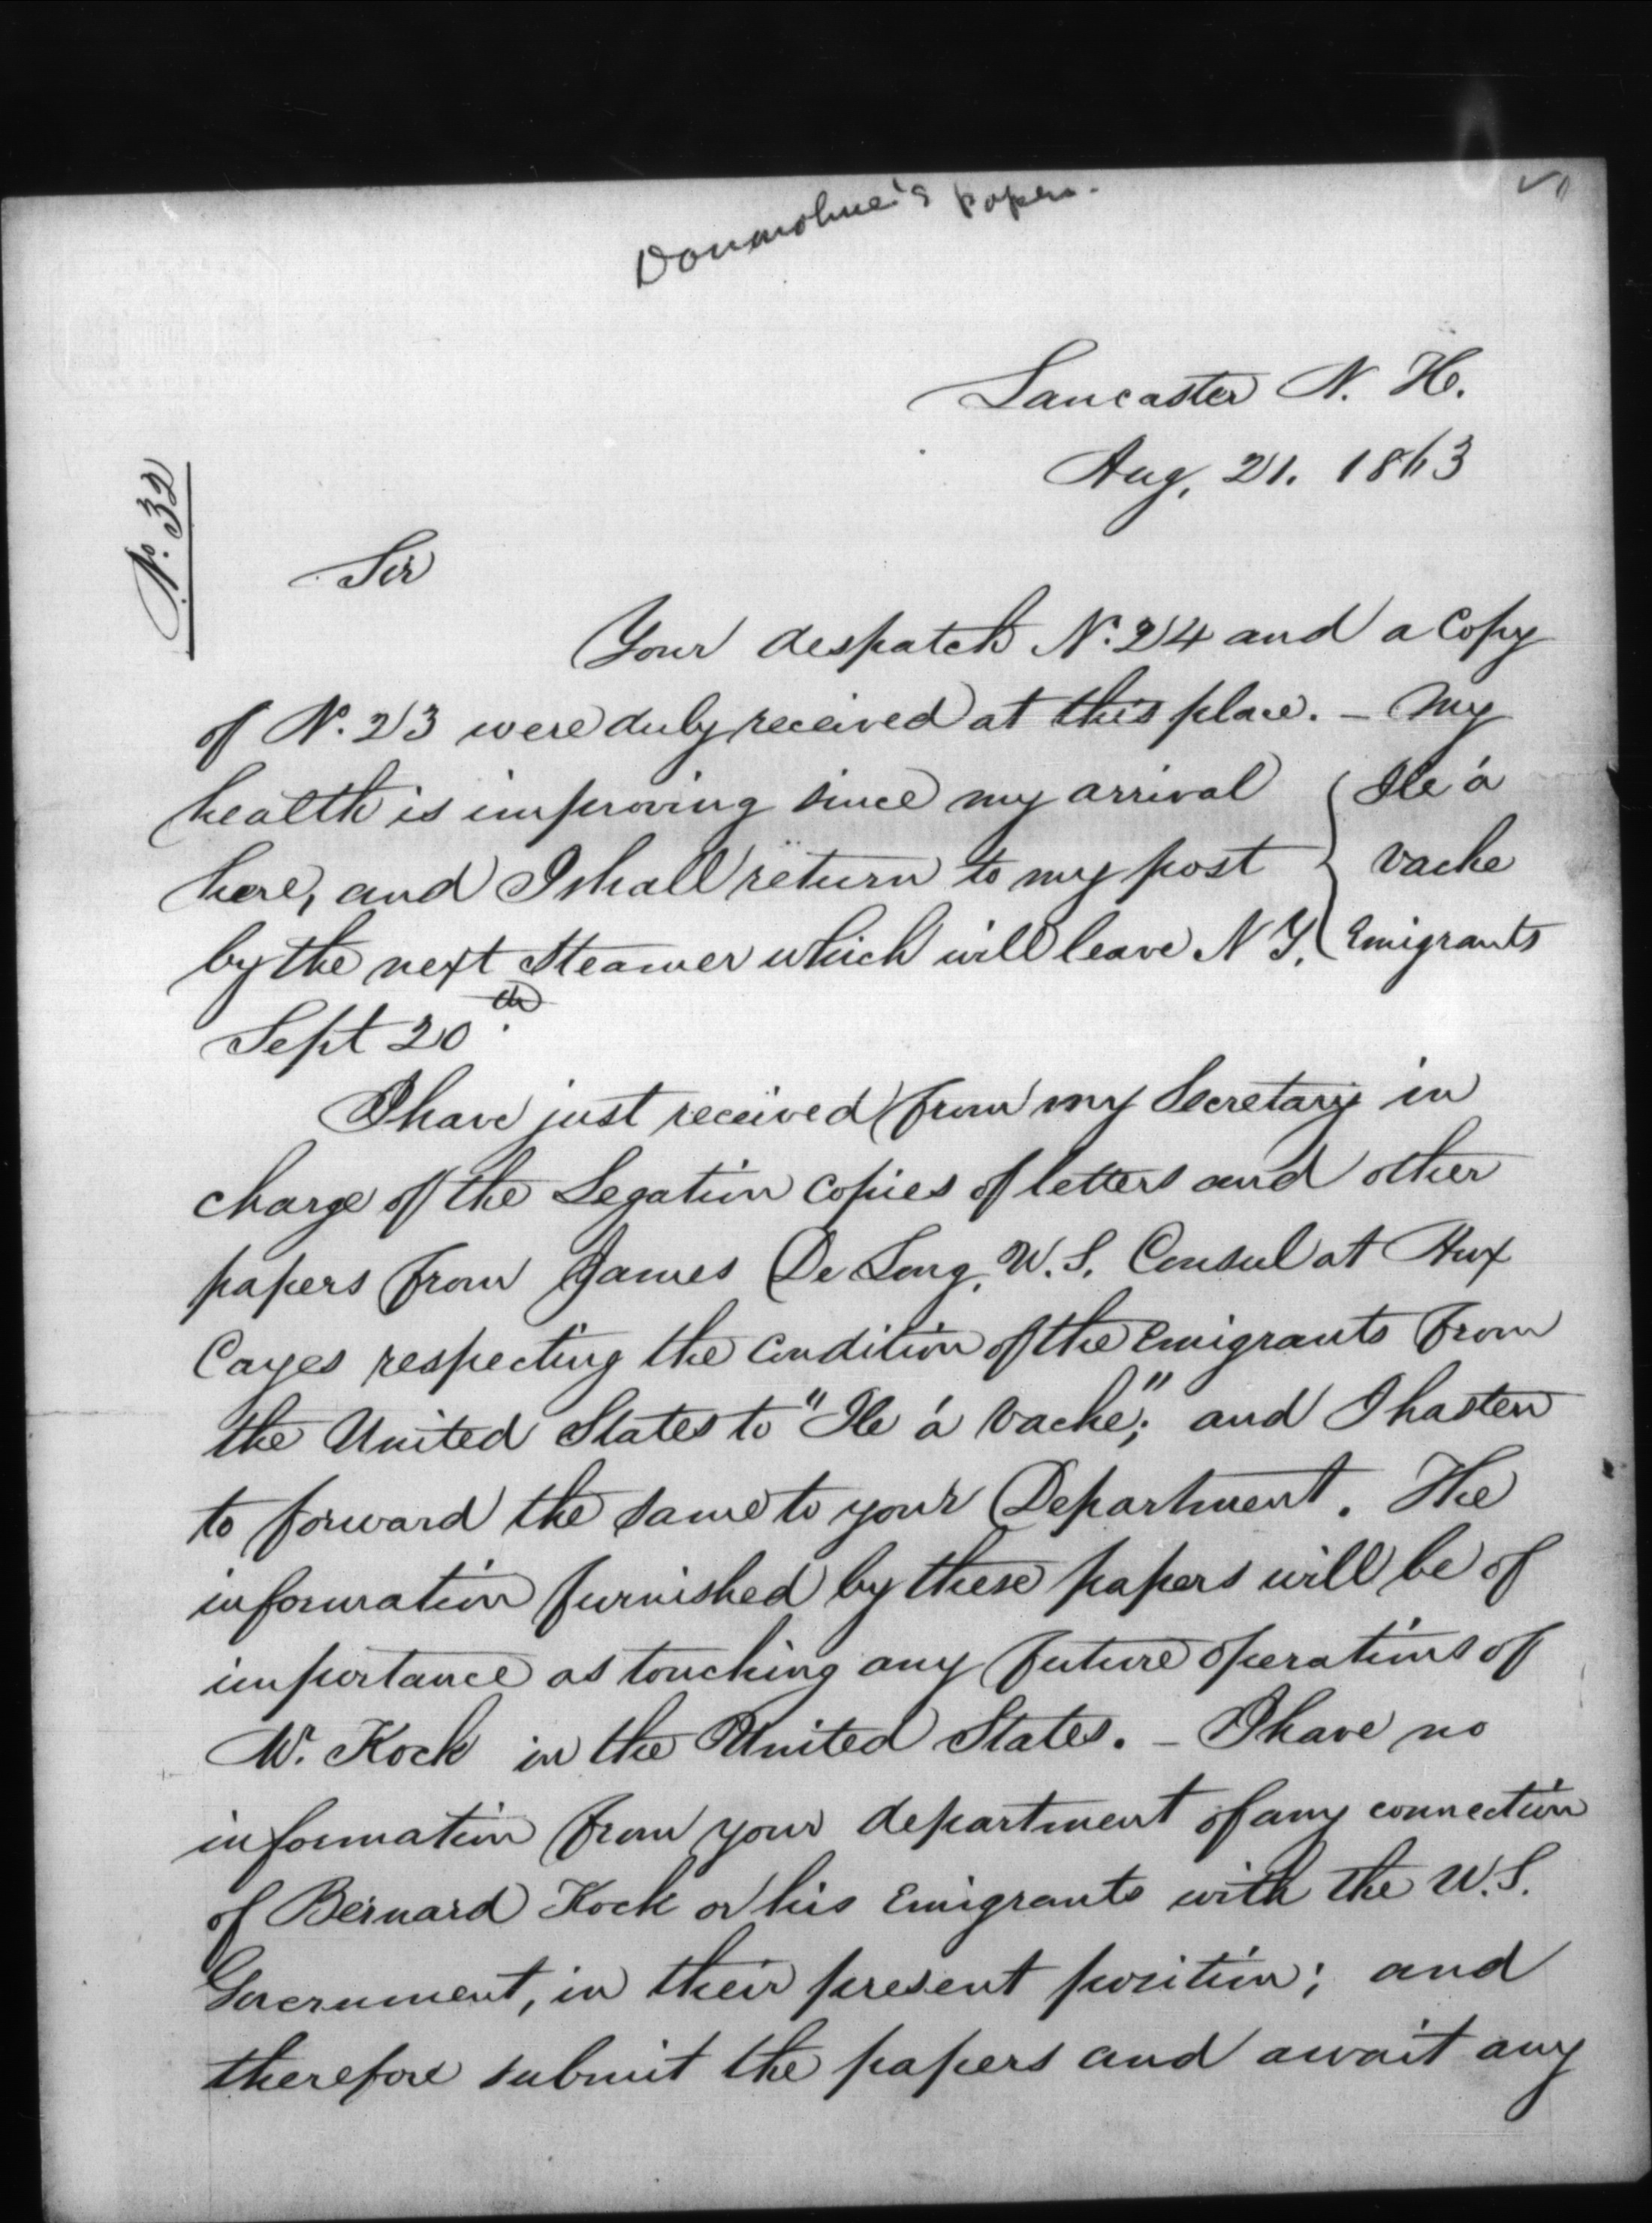 papers.
Lancaster N. H.
Aug. 21. 1863
No. 32
Sir
Your despatch No. 24 and a Copy
of No. 23 were duly received at this place. – My
health is improving since my arrival
here, and I shall return to my post
by the next Steamer which will leave N Y.
Sept 20th.
Ile á
Vache
Emigrants
I have just received from my Secretary in
charge of the Legation copies of letters and other
papers from James De Long, U. S. Consul at Aux
Cayes respecting the condition of the Emigrants from
the United States to "Ile á Vache"; and I hasten
to forward the same to your Department. The
information furnished by these papers will be of
importance as touching any future operations of
Mr. Kock in the United States. – I have no
information from your department of any connection
of Bernard Kock or his Emigrants with the U. S.
Government, in their present position; and
therefore submit the papers and await any